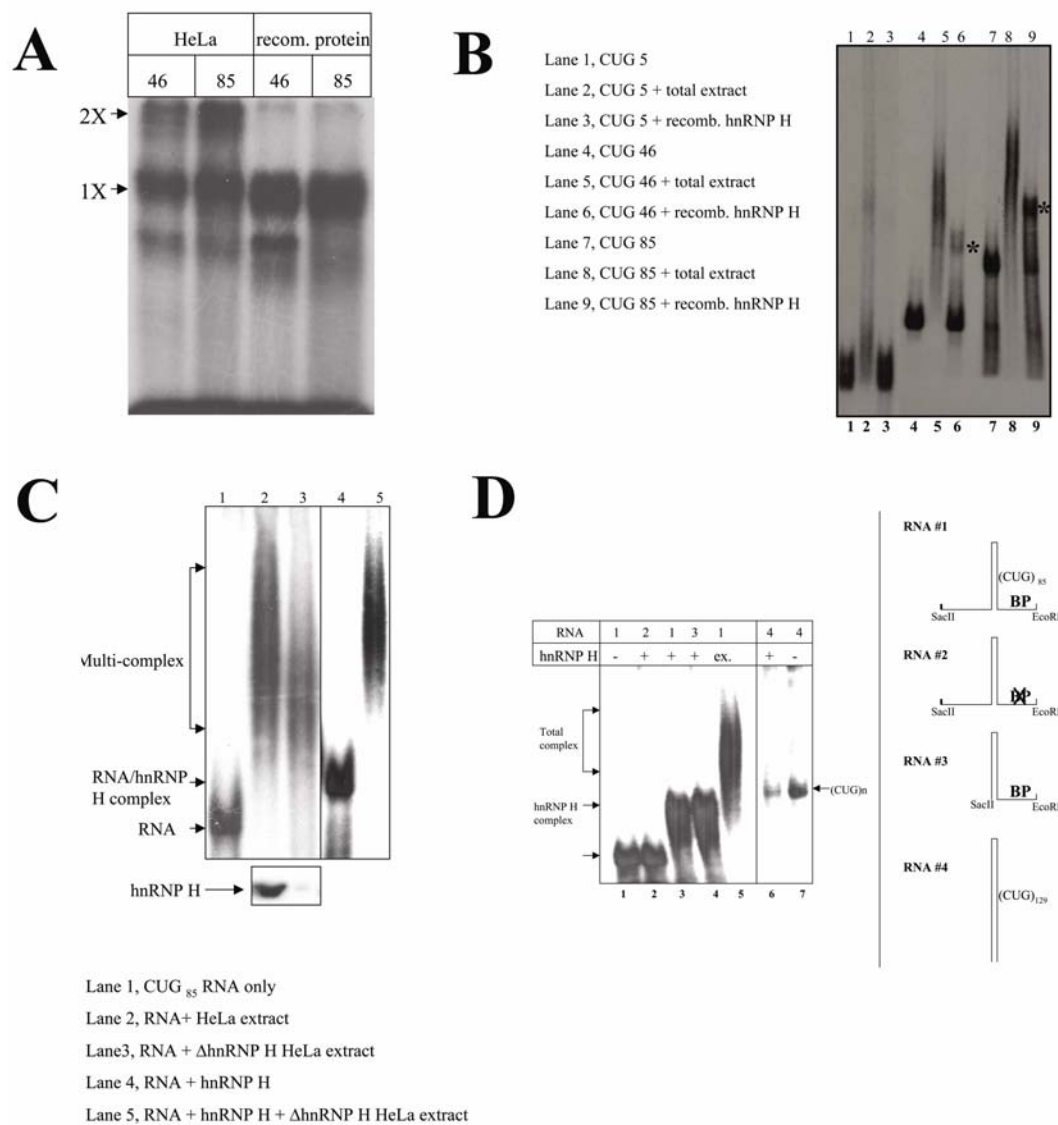 A
HeLa recom. protein
46 85 46 85
2X
1X
B
Lane 1, CUG 5
Lane 2, CUG 5 + total extract
Lane 3, CUG 5 + recomb. hnRNP H
Lane 4, CUG 46
Lane 5, CUG 46 + total extract
Lane 6, CUG 46 + recomb. hnRNP H
Lane 7, CUG 85
Lane 8, CUG 85 + total extract
Lane 9, CUG 85 + recomb. hnRNP H
1 2 3 4 5 6 7 8 9
*
*
1 2 3 4 5 6 7 8 9
C
1 2 3 4 5
Multi-complex
RNA/hnRNP
H complex
RNA
hnRNP H
Lane 1, CUG 85 RNA only
Lane 2, RNA+ HeLa extract
Lane3, RNA + ΔhnRNP H HeLa extract
Lane 4, RNA + hnRNP H
Lane 5, RNA + hnRNP H + ΔhnRNP H HeLa extract
D
RNA 1 2 1 3 1 4 4
hnRNP H - + + + ex. + -
Total
complex
hnRNP H
complex
(CUG)n
1 2 3 4 5 6 7
RNA #1
(CUG) 85
BP
SacII EcoRI
RNA #2
BP
SacII EcoRI
RNA #3
BP
SacII EcoRI
RNA #4
(CUG)129